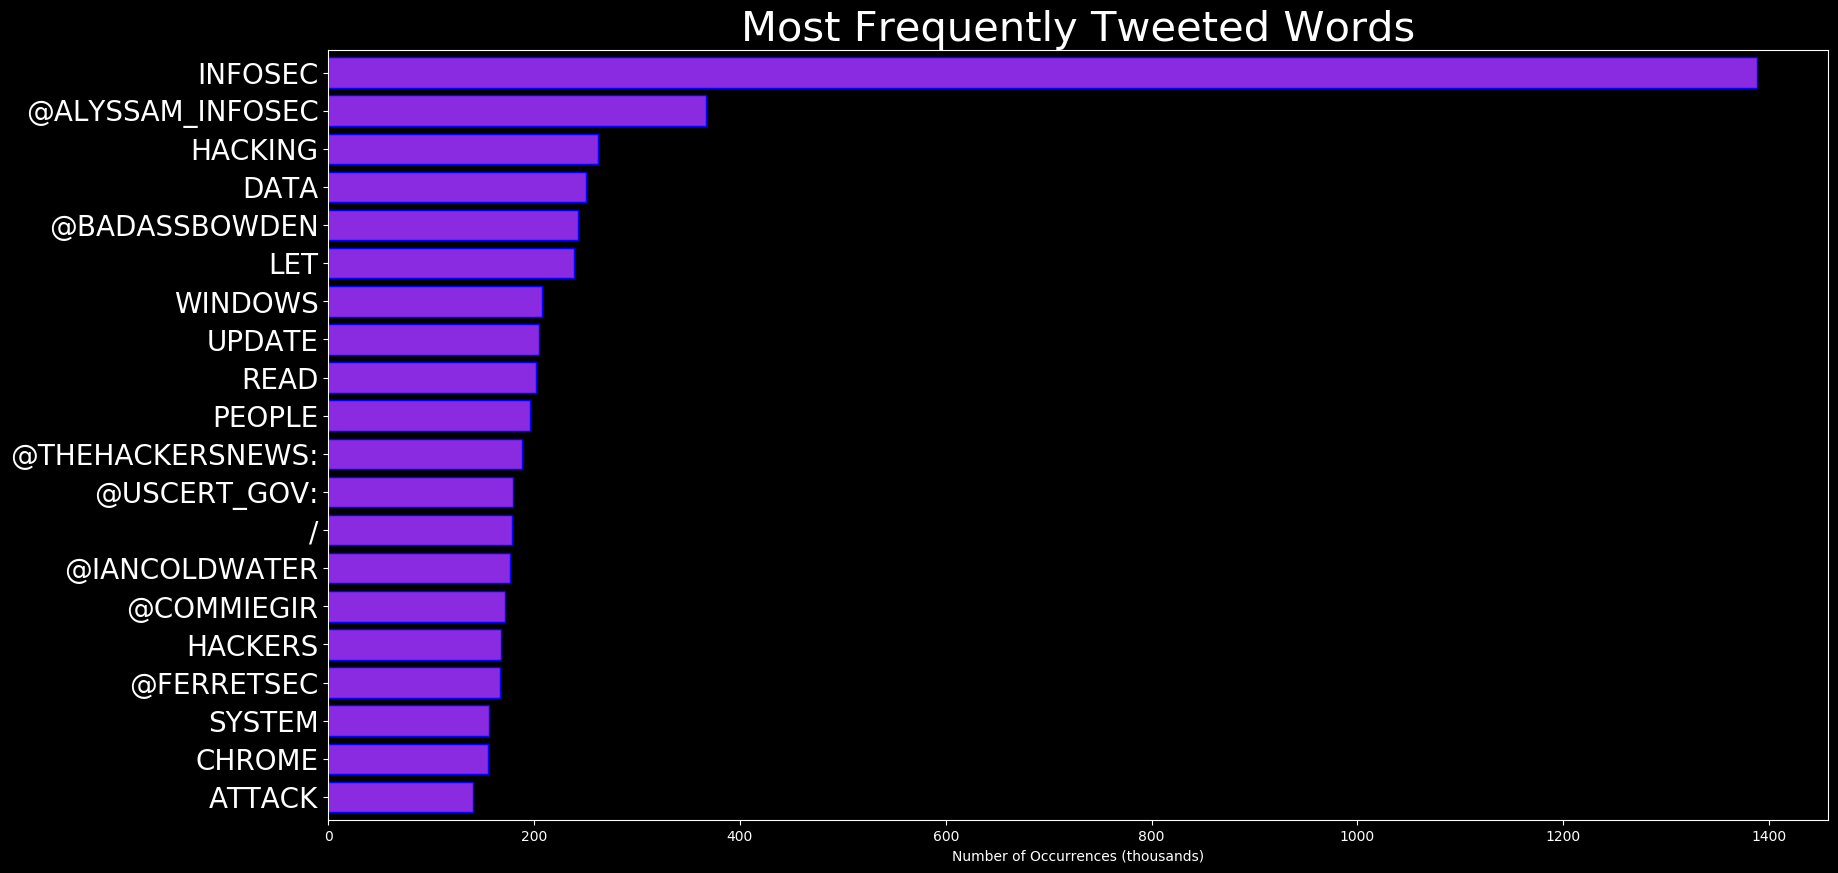 Most Frequently Tweeted Words
INFOSEC
@ALYSSAM_INFOSEC
HACKING
DATA
@BADASSBOWDEN
LET
WINDOWS
UPDATE
READ
PEOPLE
@THEHACKERSNEWS:
@USCERT_GOV:
/
@IANCOLDWATER
@COMMIEGIR
HACKERS
@FERRETSEC
SYSTEM
CHROME
ATTACK
0 200 400 600 800 1000 1200 1400
Number of Occurrences (thousands)